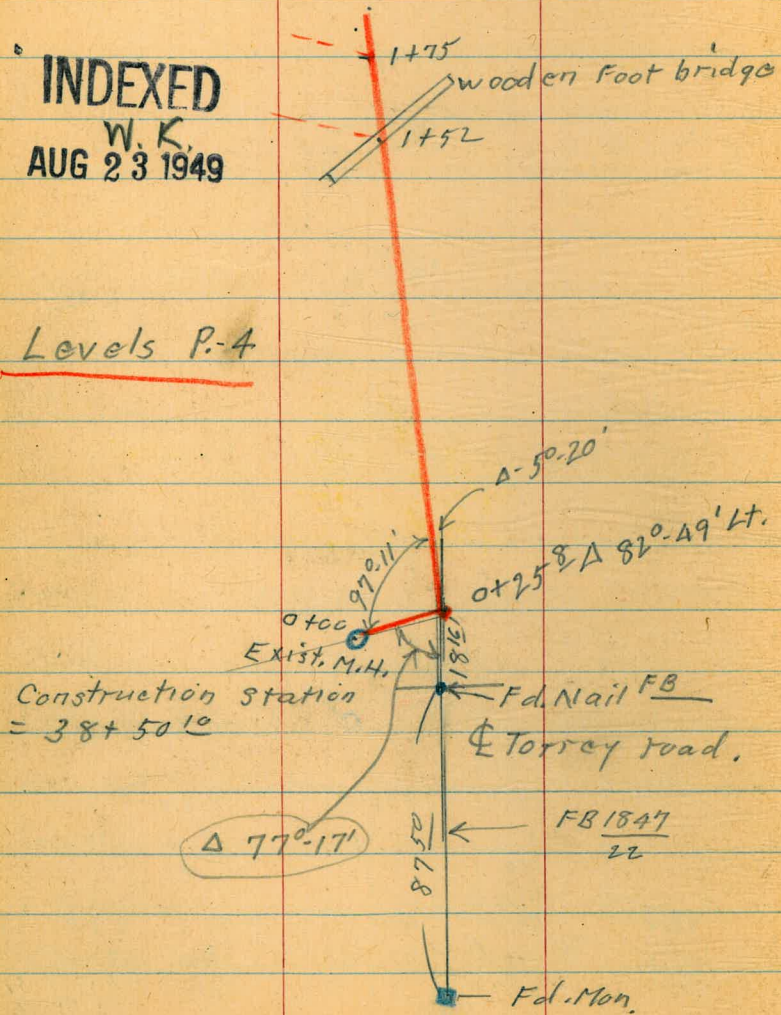 1+75
wooden Foot bridge
INDEXED
W. K.
AUG 23 1949
1+52
Levels P.-4
Δ-5°-20'
97°-11'
0+25 8 Δ 82°-49' Lt.
0+00
Exist. M.H.
18 16
Construction Station
= 38+50 10
Fd. Nail FB
℄ Torrey road.
Δ 77°-17'
87 50
FB 1847
22
Fd. Mon.